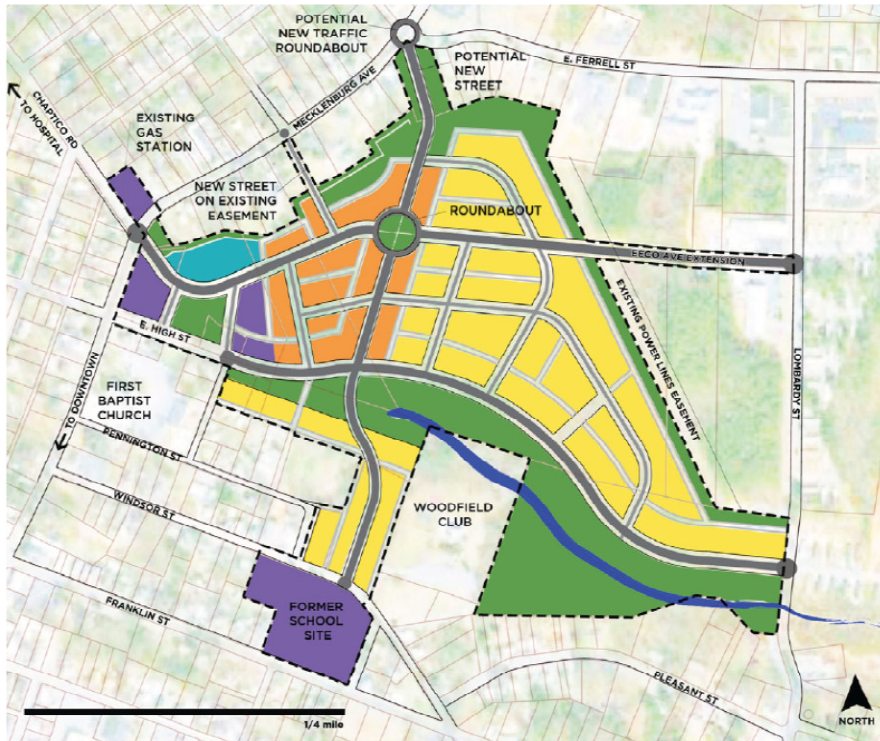 POTENTIAL
NEW TRAFFIC
ROUNDABOUT
E. FERRELL ST
POTENTIAL
NEW
STREET
MECKLENBURG AVE
CHAPTICO RD
TO HOSPITAL
EXISTING
GAS
STATION
NEW STREET
ON EXISTING
EASEMENT
ROUNDABOUT
EECO AVE EXTENSION
EXISTING POWER LINES EASEMENT
E. HIGH ST
LOMBARDY ST
TO DOWNTOWN
FIRST
BAPTIST
CHURCH
PENNINGTON ST
WINDSOR ST
WOODFIELD
CLUB
FORMER
SCHOOL
SITE
FRANKLIN ST
PLEASANT ST
1/4 mile
NORTH